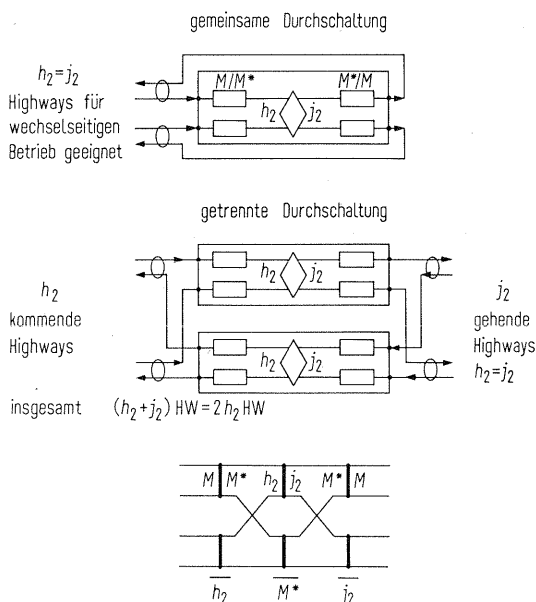 gemeinsame Durchschaltung
h₂=j₂
Highways für
wechselseitigen
Betrieb geeignet
M/M* M*/M
h₂ j₂
getrennte Durchschaltung
h₂
kommende
Highways
h₂ j₂
h₂ j₂
j₂
gehende
Highways
h₂=j₂
insgesamt (h₂+j₂) HW = 2 h₂ HW
M M* h₂ j₂ M* M
h₂ M* j₂